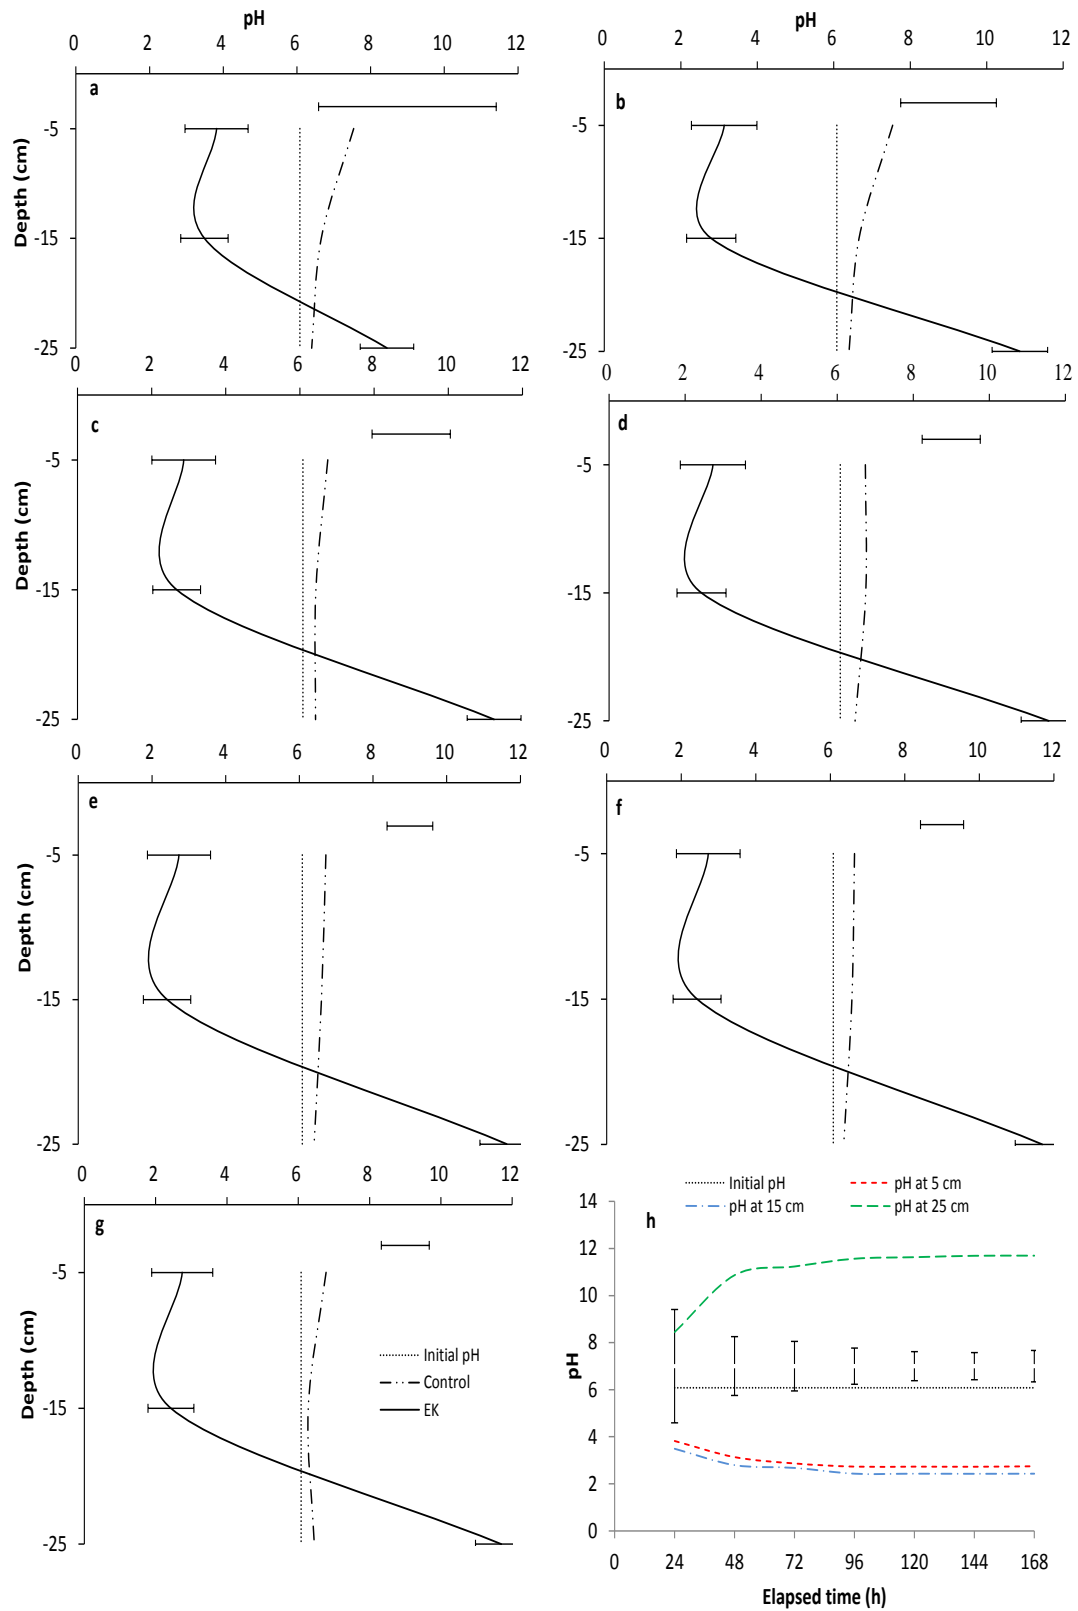 pH
0 2 4 6 8 10 12
a
Depth (cm)
-5
-15
-25
pH
0 2 4 6 8 10 12
b
-5
-15
-25
0 2 4 6 8 10 12
c
Depth (cm)
-5
-15
-25
0 2 4 6 8 10 12
d
-5
-15
-25
0 2 4 6 8 10 12
e
Depth (cm)
-5
-15
-25
0 2 4 6 8 10 12
f
-5
-15
-25
0 2 4 6 8 10 12
g
Depth (cm)
-5
-15
-25
Initial pH
Control
EK
Initial pH
pH at 5 cm
pH at 15 cm
pH at 25 cm
h
pH
14
12
10
8
6
4
2
0
0 24 48 72 96 120 144 168
Elapsed time (h)